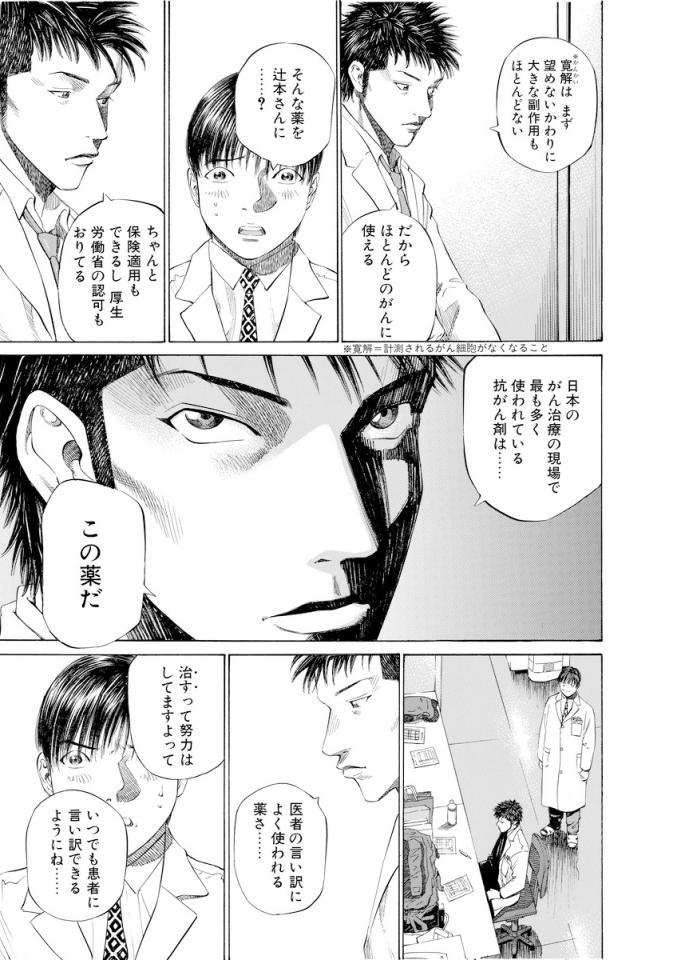 ※かんかい
寛解は まず
望めないかわりに
大きな副作用も
ほとんどない
だから
ほとんどのがんに
使える
※寛解=計測されるがん細胞がなくなること
そんな薬を
辻本さんに
……?
ちゃんと
保険適用も
できるし 厚生
労働省の認可も
おりてる
日本の
がん治療の現場で
最も多く
使われている
抗がん剤は……
この薬だ
医者の言い訳に
よく使われる
薬さ……
治すって努力は
してますよって
いつでも患者に
言い訳できる
ようにね……